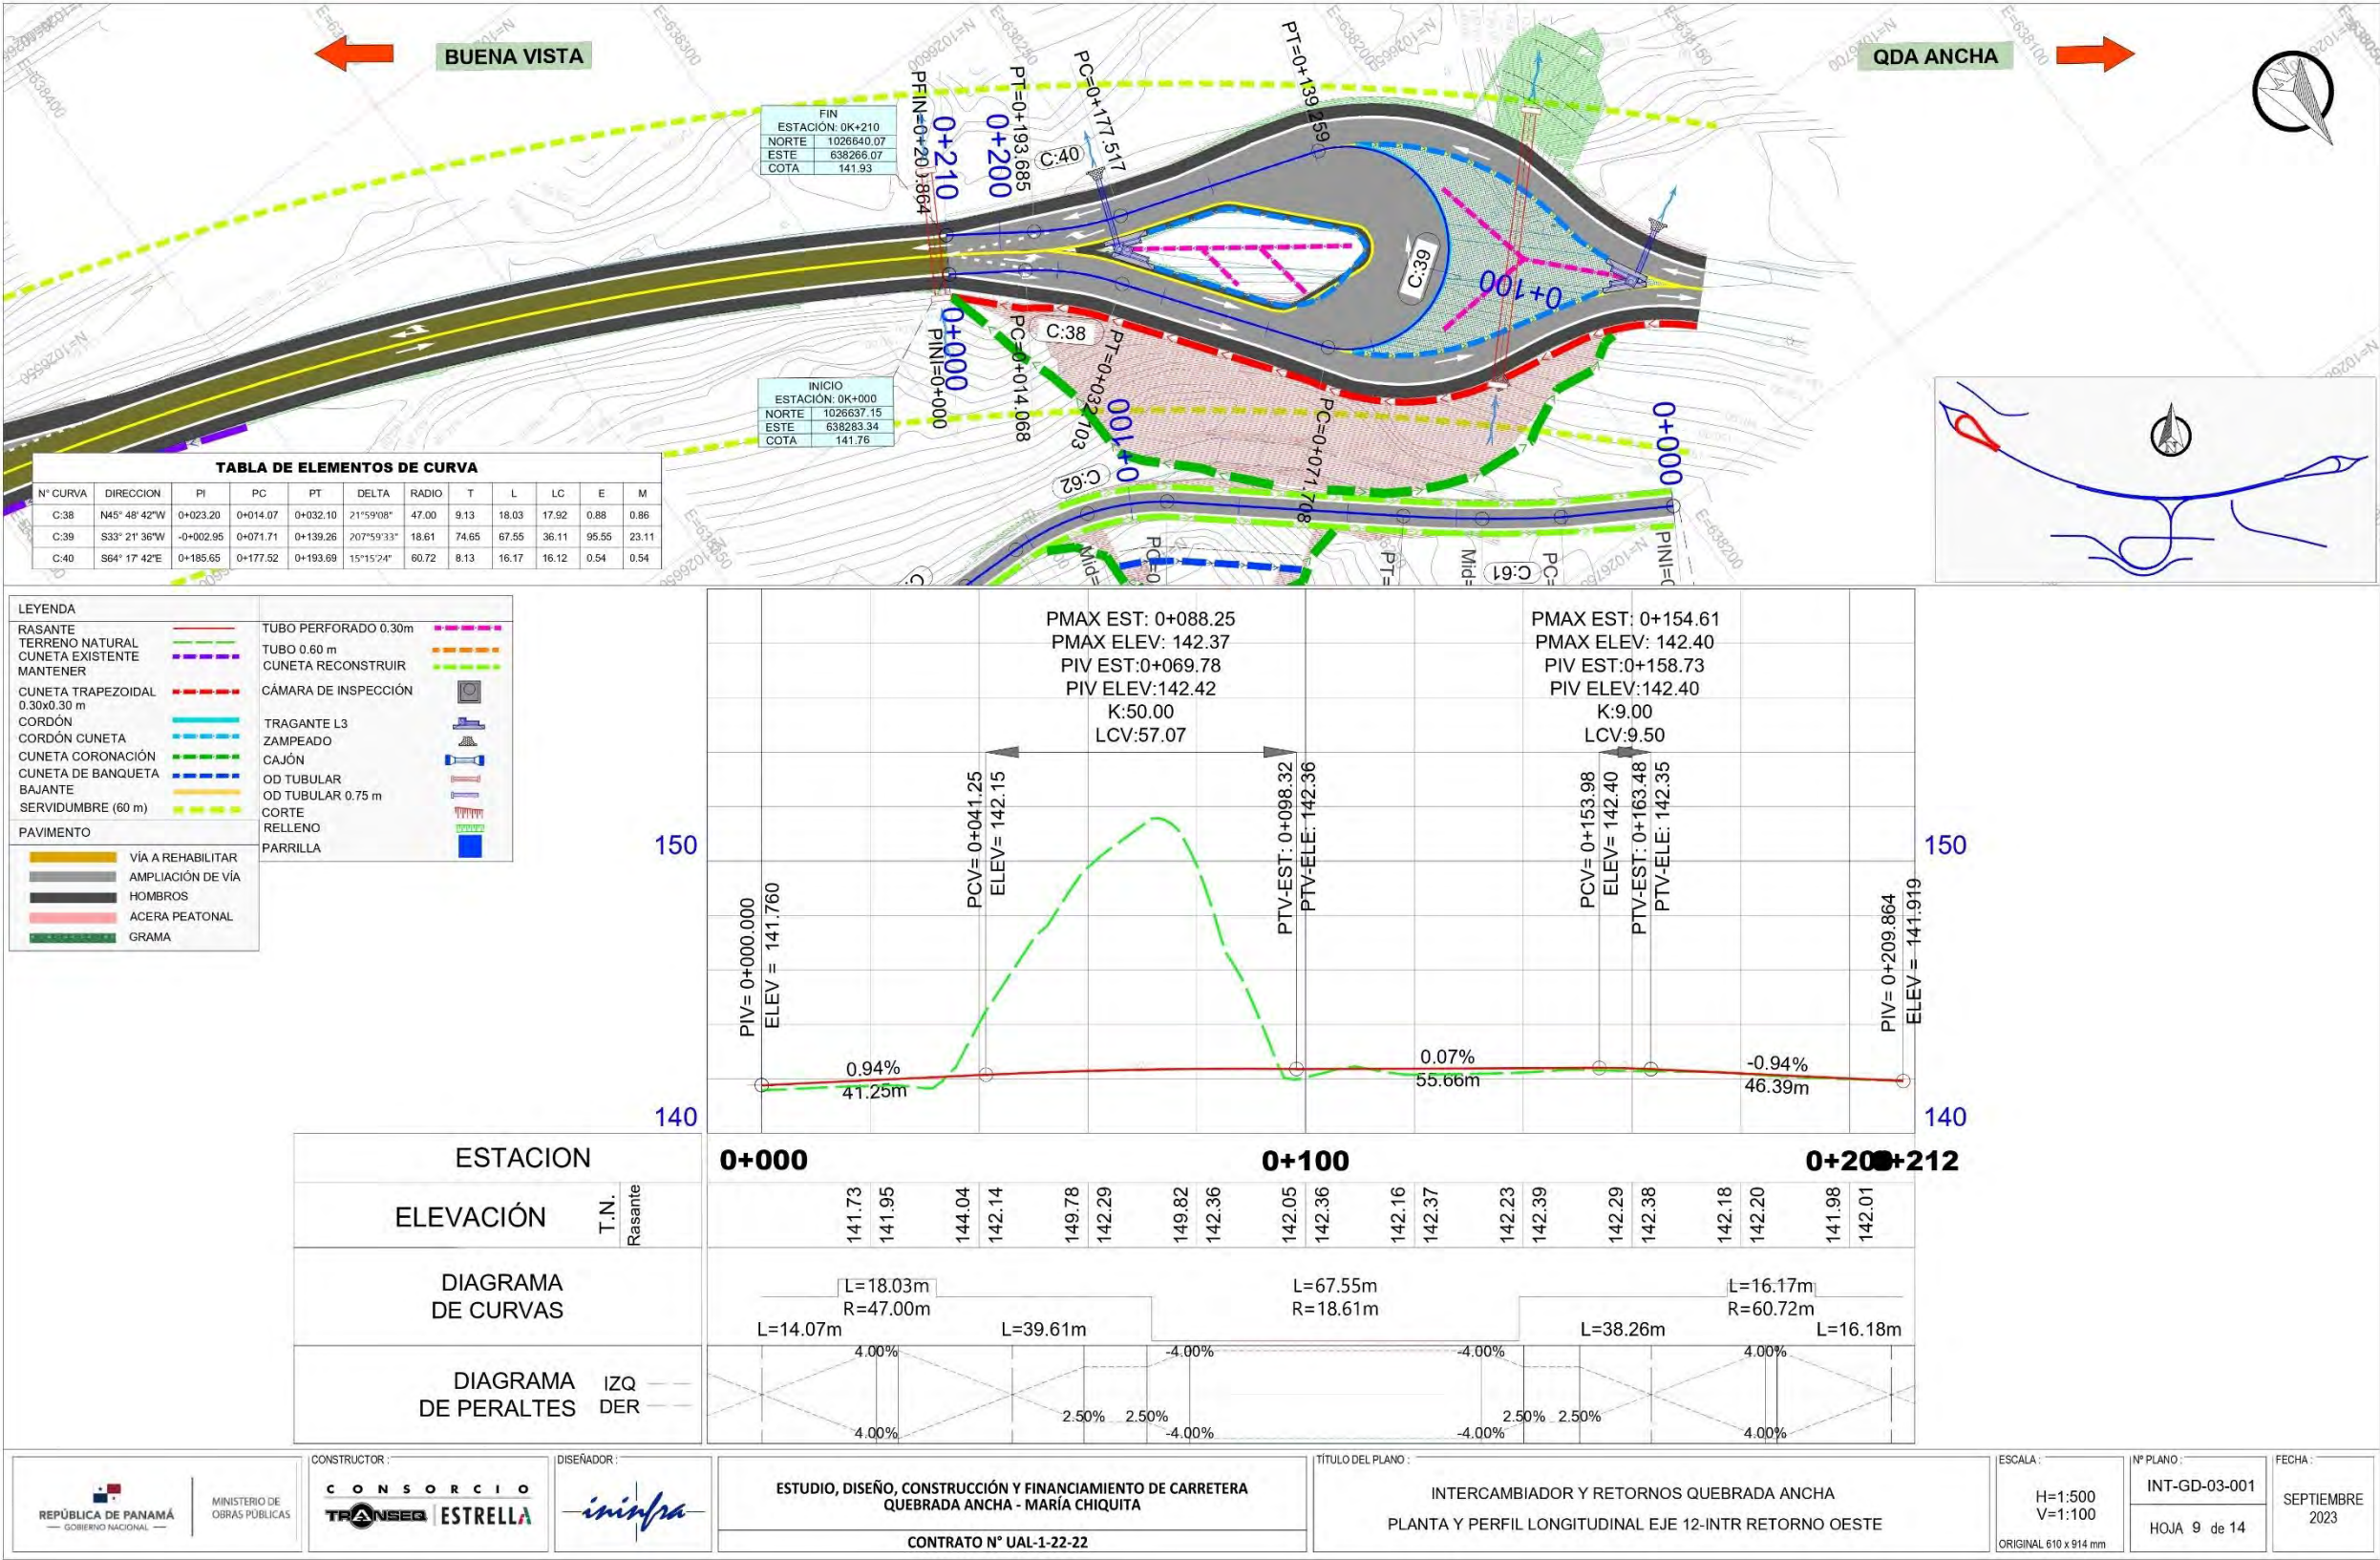 BUENA VISTA
QDA ANCHA
FIN
ESTACIÓN: 0K+210
NORTE 1026640.07
ESTE 638266.07
COTA 141.93
0+210
0+200
PT=0+193.685
C:40
PC=0+177.517
PT=0+139.259
C:39
0+100
INICIO
ESTACIÓN: 0K+000
NORTE 1026637.15
ESTE 638283.34
COTA 141.76
0+000
PINI=0+000
PC=0+014.068
C:38
PT=0+032.703
0+100
PC=0+071.708
C:62
0+000
C:61
TABLA DE ELEMENTOS DE CURVA
N° CURVA DIRECCION PI PC PT DELTA RADIO T L LC E M
C:38 N45° 48' 42"W 0+023.20 0+014.07 0+032.10 21°59'08" 47.00 9.13 18.03 17.92 0.88 0.86
C:39 S33° 21' 36"W -0+002.95 0+071.71 0+139.26 207°59'33" 18.61 74.65 67.55 36.11 95.55 23.11
C:40 S64° 17' 42"E 0+185.65 0+177.52 0+193.69 15°15'24" 60.72 8.13 16.17 16.12 0.54 0.54
LEYENDA
RASANTE
TERRENO NATURAL
CUNETA EXISTENTE
MANTENER
CUNETA TRAPEZOIDAL
0.30x0.30 m
CORDÓN
CORDÓN CUNETA
CUNETA CORONACIÓN
CUNETA DE BANQUETA
BAJANTE
SERVIDUMBRE (60 m)
TUBO PERFORADO 0.30m
TUBO 0.60 m
CUNETA RECONSTRUIR
CÁMARA DE INSPECCIÓN
TRAGANTE L3
ZAMPEADO
CAJÓN
OD TUBULAR
OD TUBULAR 0.75 m
CORTE
RELLENO
PARRILLA
PAVIMENTO
VÍA A REHABILITAR
AMPLIACIÓN DE VÍA
HOMBROS
ACERA PEATONAL
GRAMA
PMAX EST: 0+088.25
PMAX ELEV: 142.37
PIV EST:0+069.78
PIV ELEV:142.42
K:50.00
LCV:57.07
PMAX EST: 0+154.61
PMAX ELEV: 142.40
PIV EST:0+158.73
PIV ELEV:142.40
K:9.00
LCV:9.50
PIV= 0+000.000
ELEV = 141.760
PCV= 0+041.25
ELEV= 142.15
PTV-EST: 0+098.32
PTV-ELE: 142.36
PCV= 0+153.98
ELEV= 142.40
PTV-EST: 0+163.48
PTV-ELE: 142.35
PIV= 0+209.864
ELEV = 141.919
150
150
140
140
0.94%
41.25m
0.07%
55.66m
-0.94%
46.39m
ESTACION
0+000 0+100 0+200 0+212
ELEVACIÓN T.N. Rasante
141.73 141.95 144.04 142.14 149.78 142.29 149.82 142.36 142.05 142.36 142.16 142.37 142.23 142.39 142.29 142.38 142.18 142.20 141.98 142.01
DIAGRAMA
DE CURVAS
L=18.03m L=67.55m L=16.17m
R=47.00m R=18.61m R=60.72m
L=14.07m L=39.61m L=38.26m L=16.18m
DIAGRAMA
DE PERALTES
IZQ
DER
4.00% -4.00% -4.00% 4.00%
2.50% 2.50% 2.50% 2.50%
4.00% -4.00% -4.00% 4.00%
REPÚBLICA DE PANAMÁ
— GOBIERNO NACIONAL —
MINISTERIO DE
OBRAS PÚBLICAS
CONSTRUCTOR :
CONSORCIO
TRANSEQ ESTRELLA
DISEÑADOR :
ininfra
ESTUDIO, DISEÑO, CONSTRUCCIÓN Y FINANCIAMIENTO DE CARRETERA
QUEBRADA ANCHA - MARÍA CHIQUITA
CONTRATO N° UAL-1-22-22
TÍTULO DEL PLANO :
INTERCAMBIADOR Y RETORNOS QUEBRADA ANCHA
PLANTA Y PERFIL LONGITUDINAL EJE 12-INTR RETORNO OESTE
ESCALA :
H=1:500
V=1:100
ORIGINAL 610 x 914 mm
Nº PLANO :
INT-GD-03-001
HOJA 9 de 14
FECHA :
SEPTIEMBRE
2023